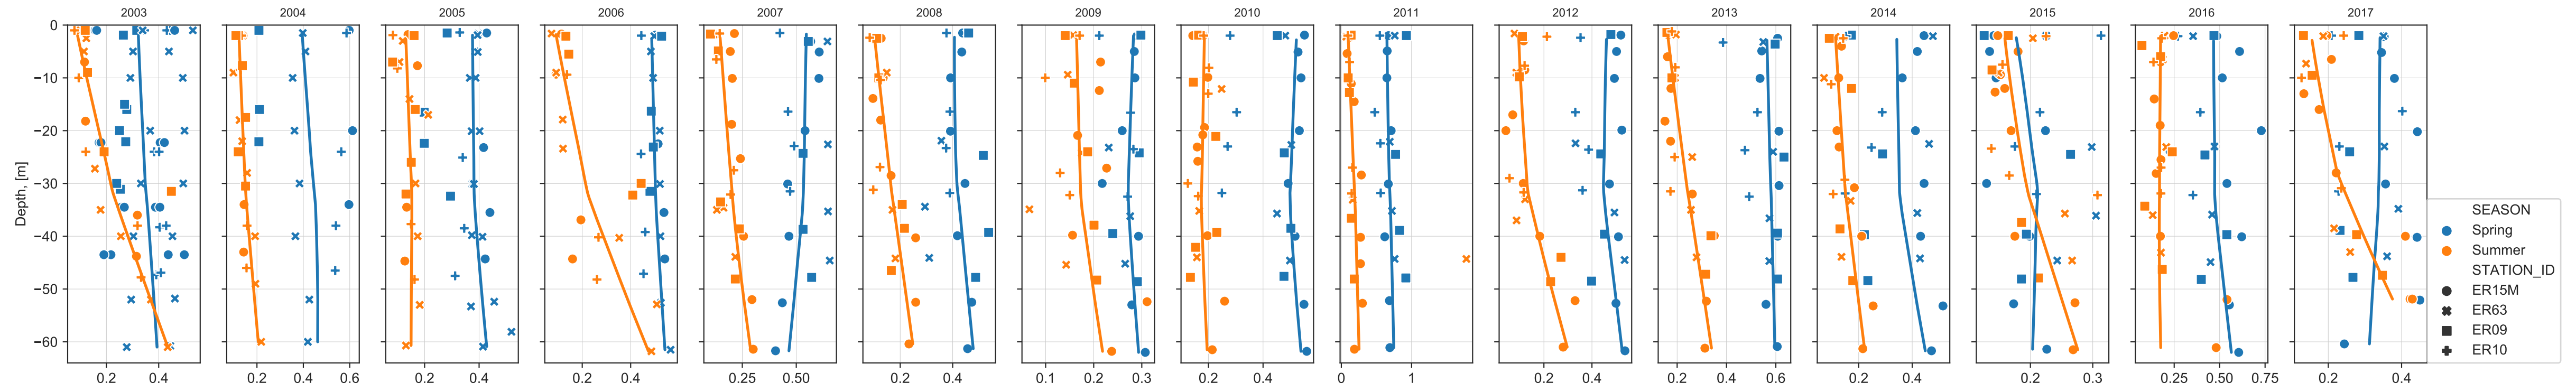 2003 2004 2005 2006 2007 2008 2009 2010 2011 2012 2013 2014 2015 2016 2017
Depth, [m]
0
−10
−20
−30
−40
−50
−60
0.2 0.4
0.2 0.4 0.6
0.2 0.4
0.2 0.4
0.25 0.50
0.2 0.4
0.1 0.2 0.3
0.2 0.4
0 1
0.2 0.4
0.2 0.4 0.6
0.2 0.4
0.2 0.3
0.25 0.50 0.75
0.2 0.4
SEASON
Spring
Summer
STATION_ID
ER15M
ER63
ER09
ER10